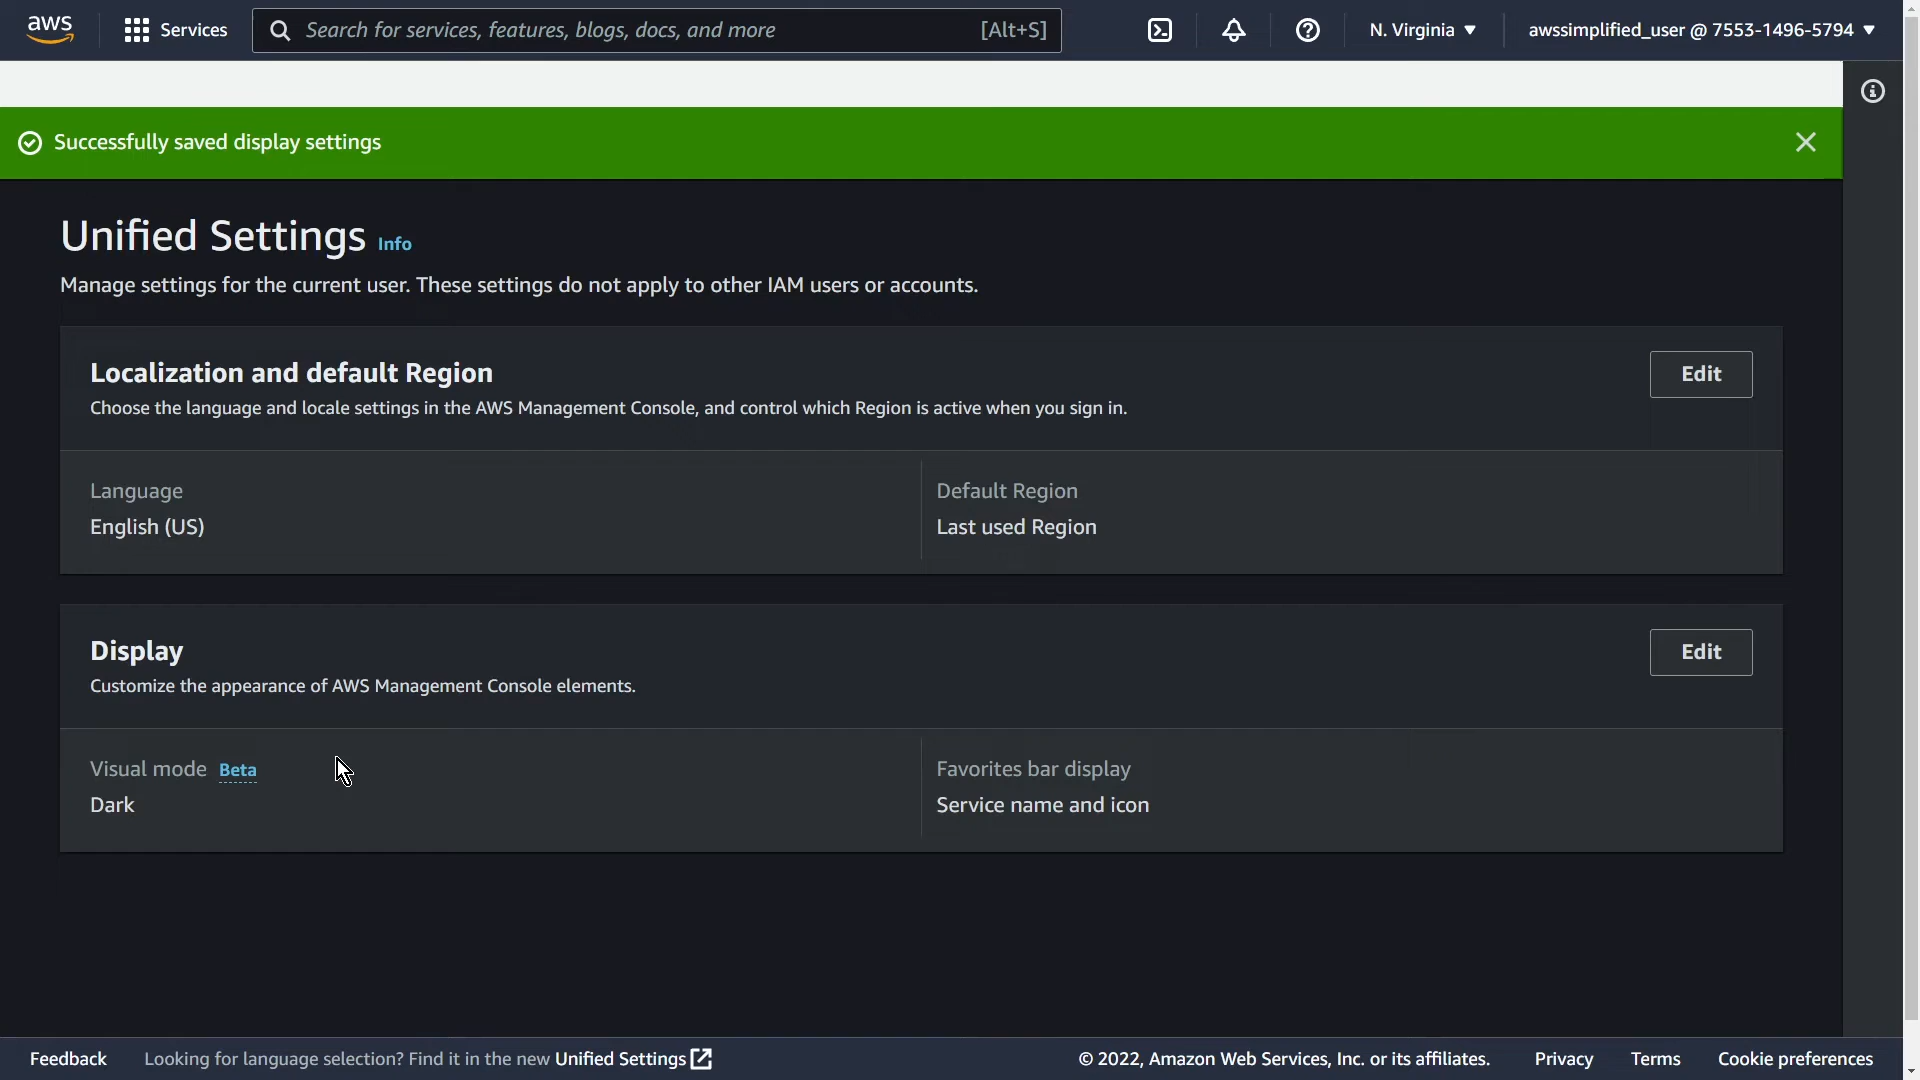 aws
Services
Search for services, features, blogs, docs, and more [Alt+S]
N. Virginia
awssimplified_user @ 7553-1496-5794
Successfully saved display settings
Unified Settings Info
Manage settings for the current user. These settings do not apply to other IAM users or accounts.
Localization and default Region
Edit
Choose the language and locale settings in the AWS Management Console, and control which Region is active when you sign in.
Language
English (US)
Default Region
Last used Region
Display
Edit
Customize the appearance of AWS Management Console elements.
Visual mode Beta
Dark
Favorites bar display
Service name and icon
Feedback
Looking for language selection? Find it in the new Unified Settings
© 2022, Amazon Web Services, Inc. or its affiliates.
Privacy
Terms
Cookie preferences